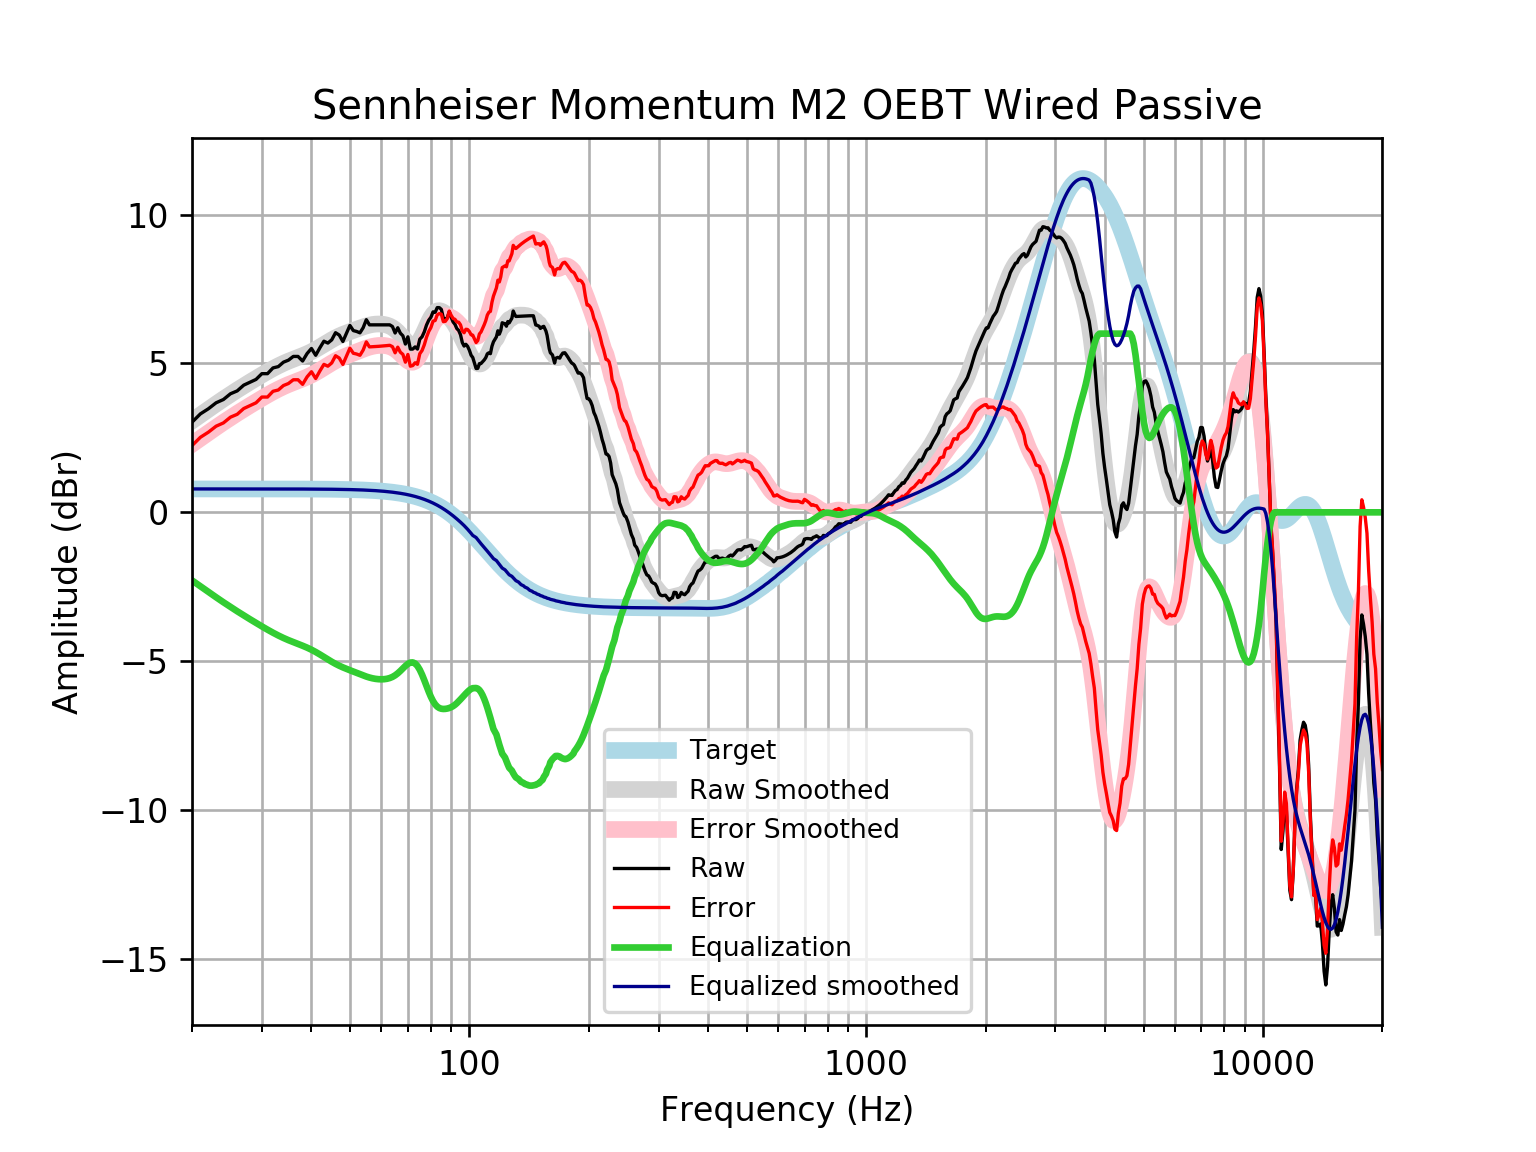 Sennheiser Momentum M2 OEBT Wired Passive
Amplitude (dBr)
10
5
0
−5
−10
−15
Target
Raw Smoothed
Error Smoothed
Raw
Error
Equalization
Equalized smoothed
100
1000
10000
Frequency (Hz)